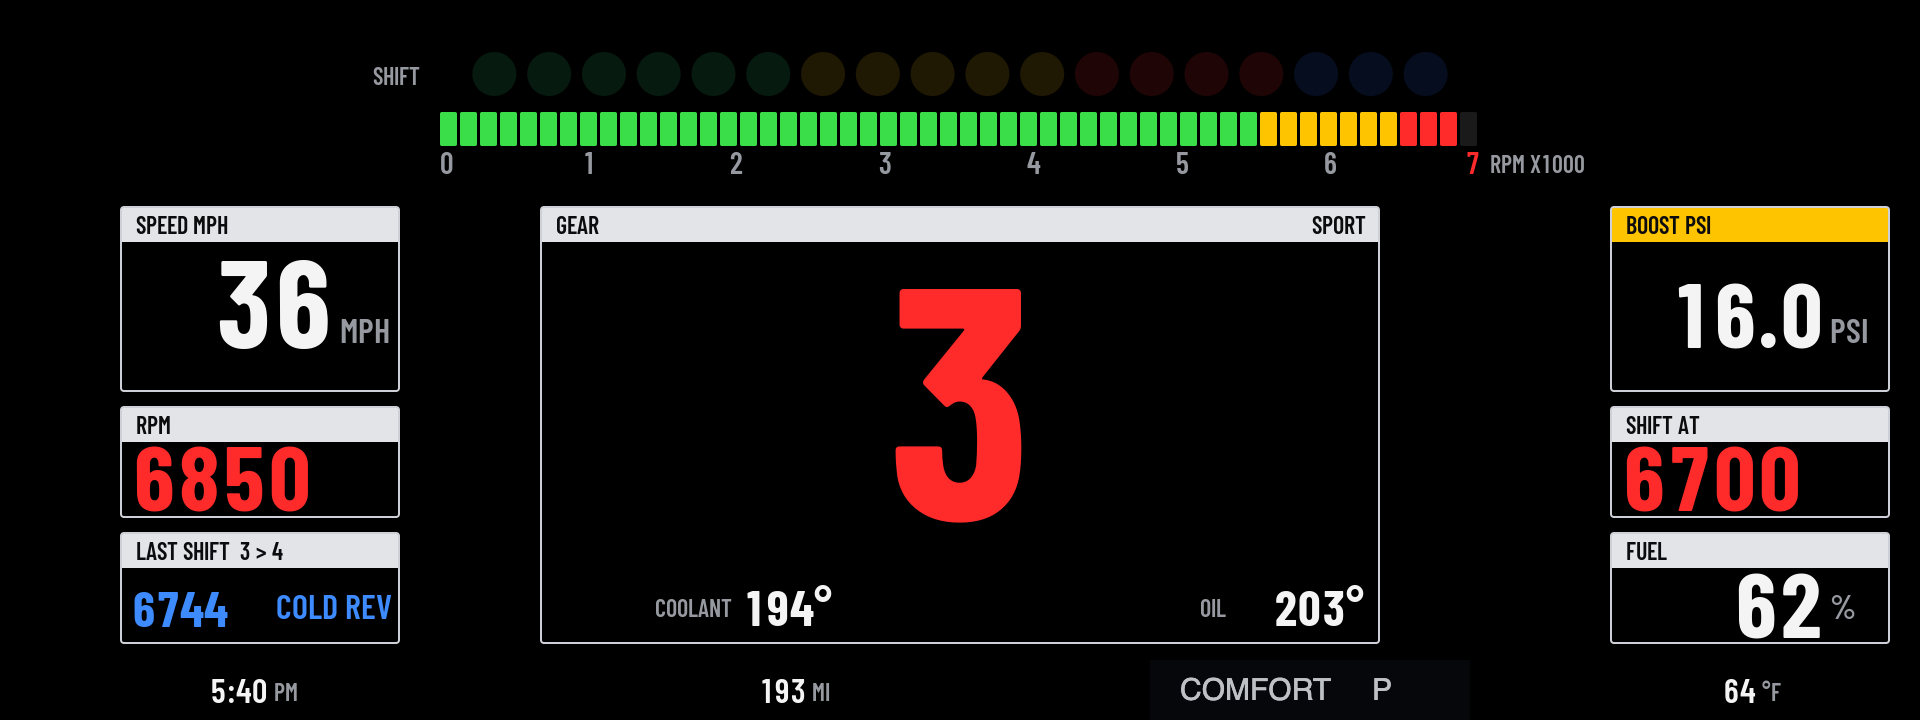 SHIFT
0 1 2 3 4 5 6 7 RPM X1000
SPEED MPH
36 MPH
RPM
6850
LAST SHIFT 3 > 4
6744 COLD REV
GEAR SPORT
3
COOLANT 194° OIL 203°
BOOST PSI
16.0 PSI
SHIFT AT
6700
FUEL
62 %
5:40 PM 193 MI COMFORT P 64 °F